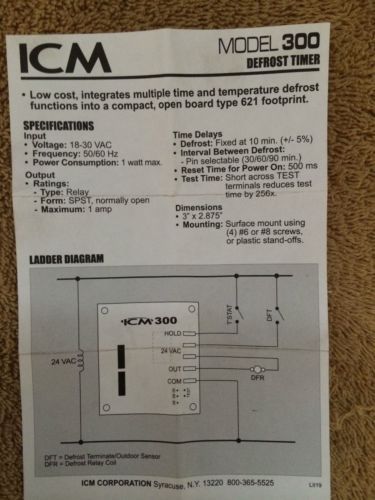 ICM
MODEL 300
DEFROST TIMER
• Low cost, integrates multiple time and temperature defrost
functions into a compact, open board type 621 footprint.
SPECIFICATIONS
Input
• Voltage: 18-30 VAC
• Frequency: 50/60 Hz
• Power Consumption: 1 watt max.
Output
• Ratings:
- Type: Relay
- Form: SPST, normally open
- Maximum: 1 amp
Time Delays
• Defrost: Fixed at 10 min. (+/- 5%)
• Interval Between Defrost:
- Pin selectable (30/60/90 min.)
• Reset Time for Power On: 500 ms
• Test Time: Short across TEST
terminals reduces test
time by 256x.
Dimensions
• 3" x 2.875"
• Mounting: Surface mount using
(4) #6 or #8 screws,
or plastic stand-offs.
LADDER DIAGRAM
ICM 300
HOLD
24 VAC
OUT
COM
24 VAC
TSTAT
DFT
DFR
DFT = Defrost Terminate/Outdoor Sensor
DFR = Defrost Relay Coil
ICM CORPORATION Syracuse, N.Y. 13220 800-365-5525